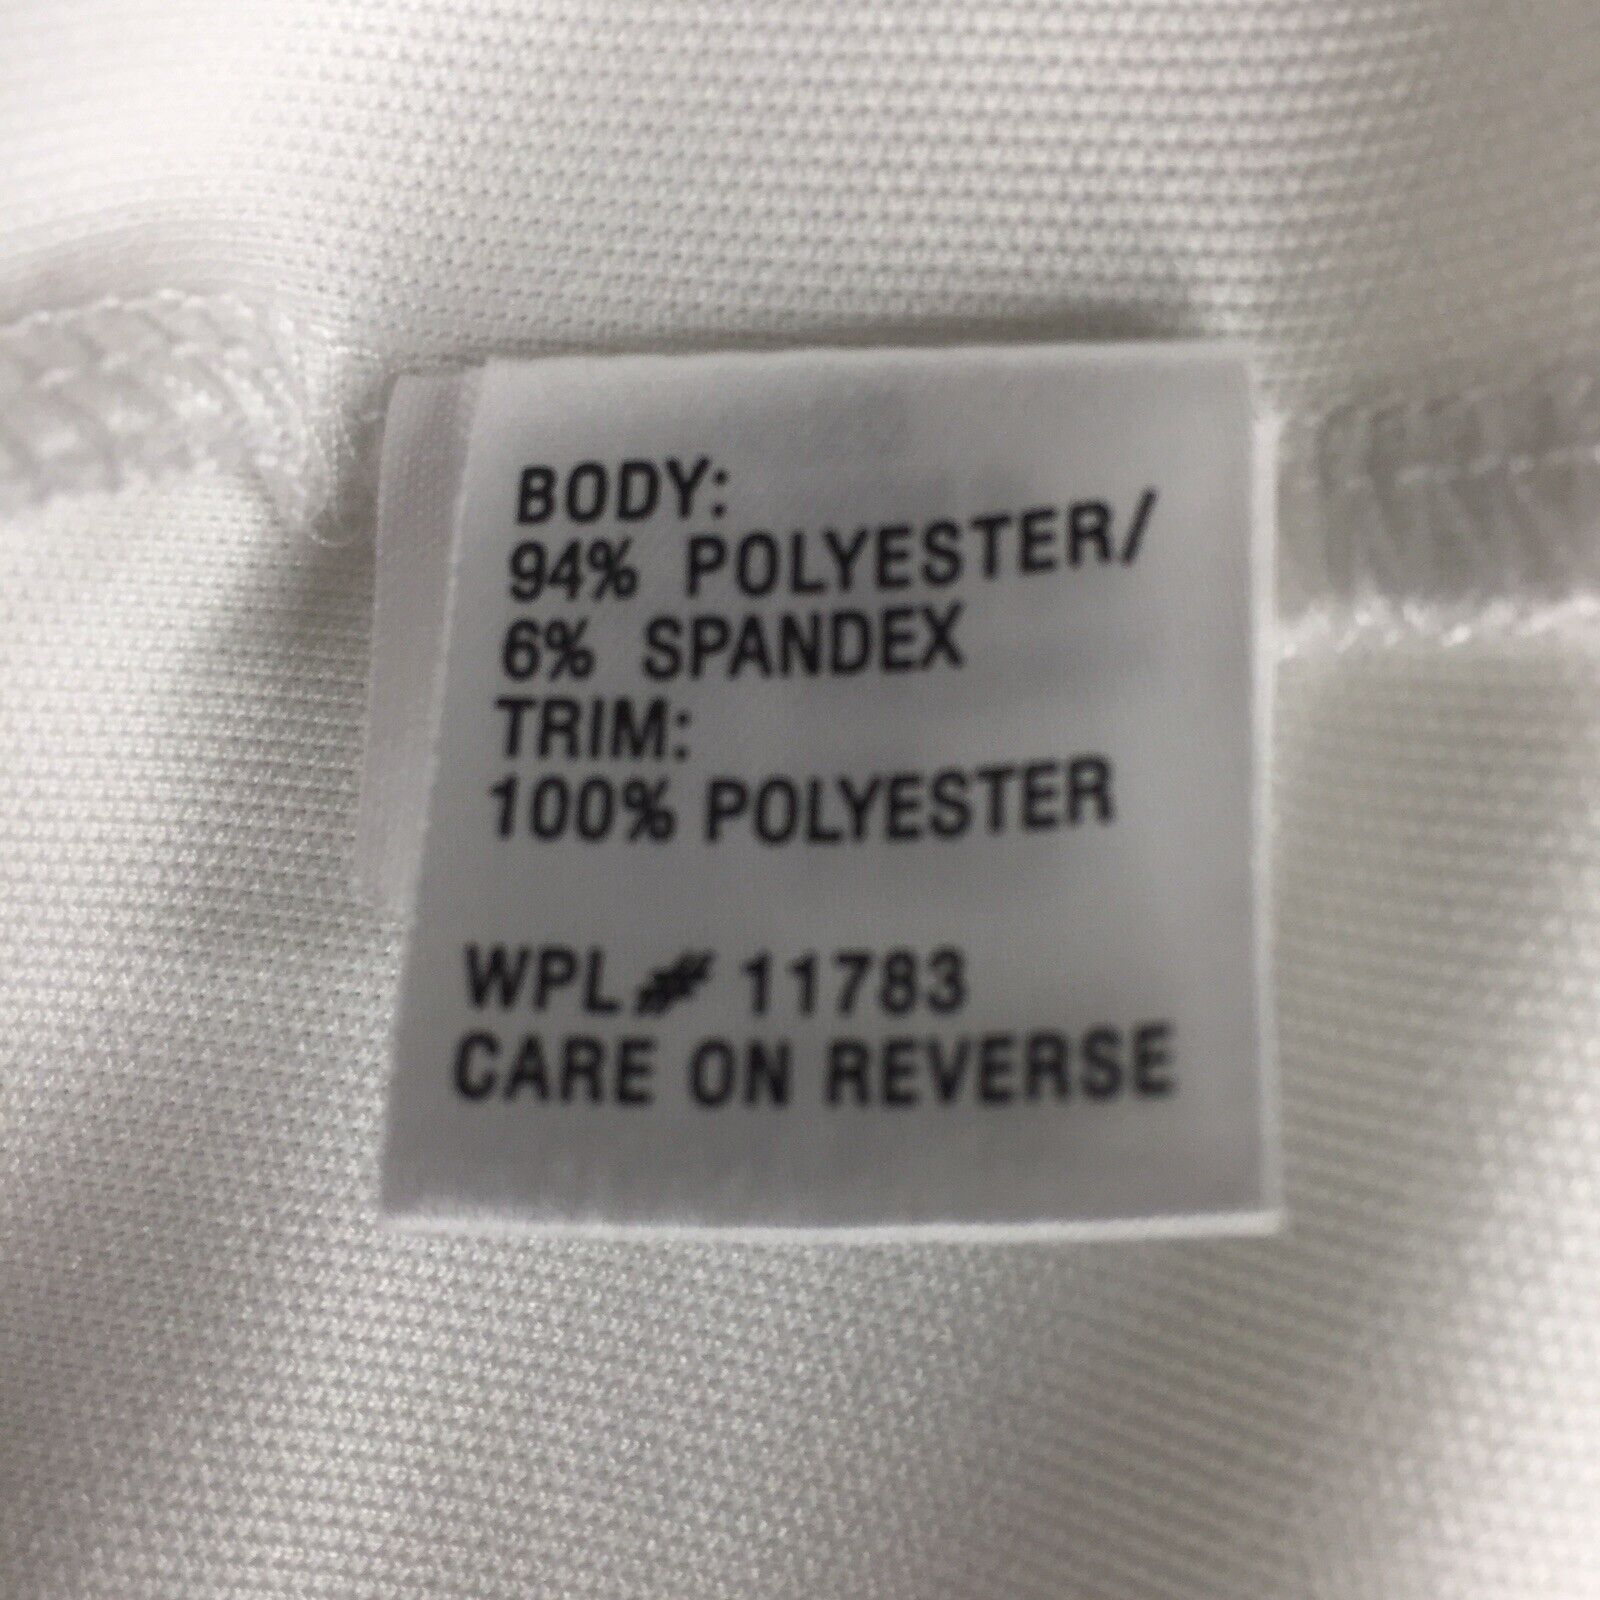 BODY:
94% POLYESTER/
6% SPANDEX
TRIM:
100% POLYESTER
WPL# 11783
CARE ON REVERSE